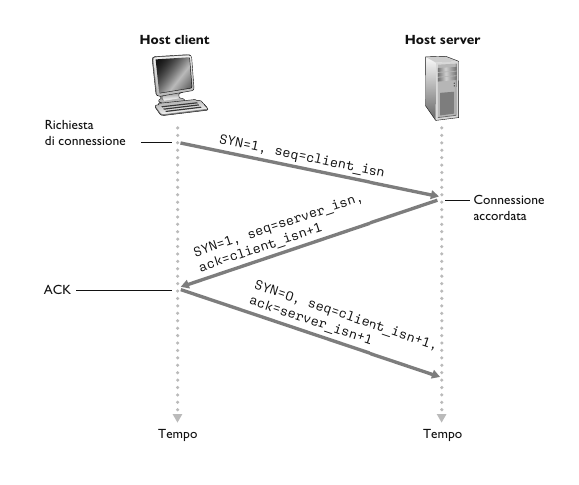 Host client
Host server
Richiesta
di connessione
SYN=1, seq=client_isn
Connessione
accordata
SYN=1, seq=server_isn,
ack=client_isn+1
ACK
SYN=0, seq=client_isn+1,
ack=server_isn+1
Tempo
Tempo